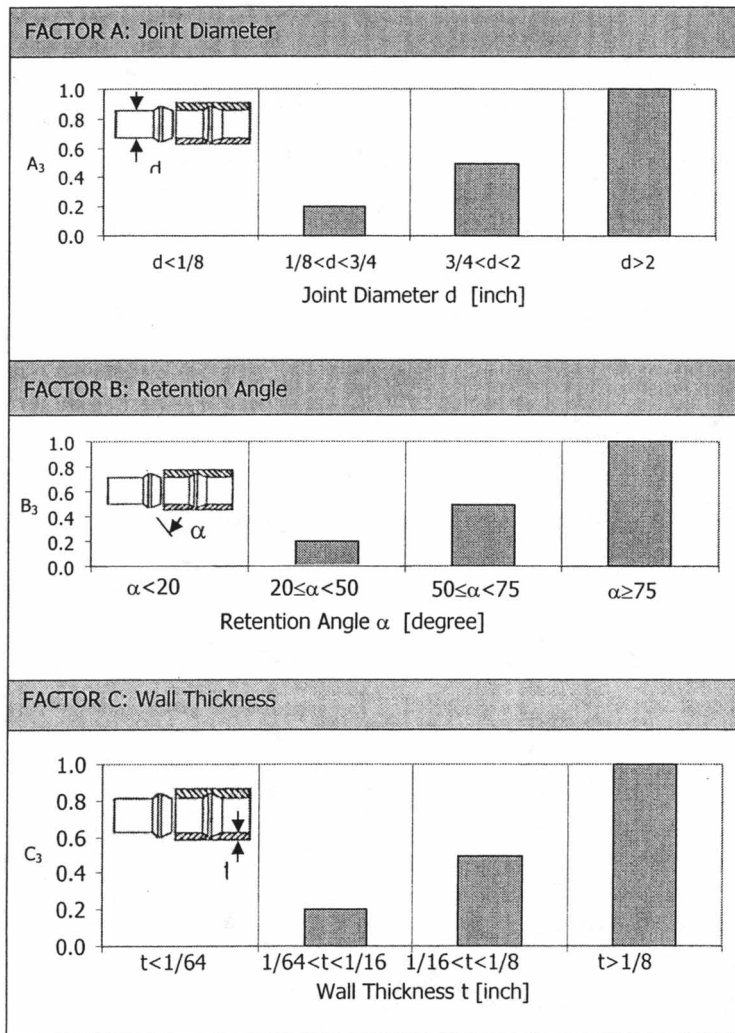 FACTOR A: Joint Diameter
1.0
0.8
0.6
0.4
0.2
0.0
A3
d
d<1/8 1/8<d<3/4 3/4<d<2 d>2
Joint Diameter d [inch]
FACTOR B: Retention Angle
1.0
0.8
0.6
0.4
0.2
0.0
B3
α
α<20 20≤α<50 50≤α<75 α≥75
Retention Angle α [degree]
FACTOR C: Wall Thickness
1.0
0.8
0.6
0.4
0.2
0.0
C3
t
t<1/64 1/64<t<1/16 1/16<t<1/8 t>1/8
Wall Thickness t [inch]